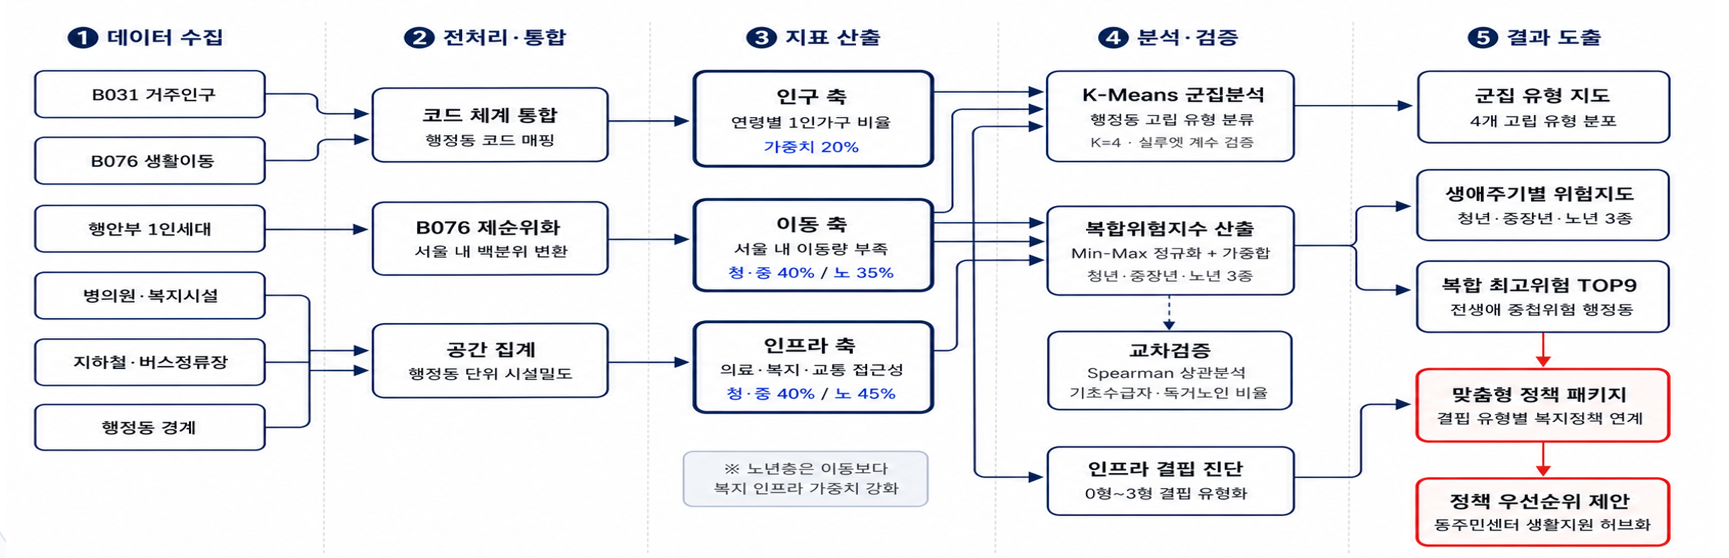 1 데이터 수집
B031 거주인구
B076 생활이동
행안부 1인세대
병의원·복지시설
지하철·버스정류장
행정동 경계
2 전처리·통합
코드 체계 통합
행정동 코드 매핑
B076 제순위화
서울 내 백분위 변환
공간 집계
행정동 단위 시설밀도
3 지표 산출
인구 축
연령별 1인가구 비율
가중치 20%
이동 축
서울 내 이동량 부족
청·중 40% / 노 35%
인프라 축
의료·복지·교통 접근성
청·중 40% / 노 45%
※ 노년층은 이동보다
복지 인프라 가중치 강화
4 분석·검증
K-Means 군집분석
행정동 고립 유형 분류
K=4 · 실루엣 계수 검증
복합위험지수 산출
Min-Max 정규화 + 가중합
청년·중장년·노년 3종
교차검증
Spearman 상관분석
기초수급자·독거노인 비율
인프라 결핍 진단
0형~3형 결핍 유형화
5 결과 도출
군집 유형 지도
4개 고립 유형 분포
생애주기별 위험지도
청년·중장년·노년 3종
복합 최고위험 TOP9
전생애 중첩위험 행정동
맞춤형 정책 패키지
결핍 유형별 복지정책 연계
정책 우선순위 제안
동주민센터 생활지원 허브화